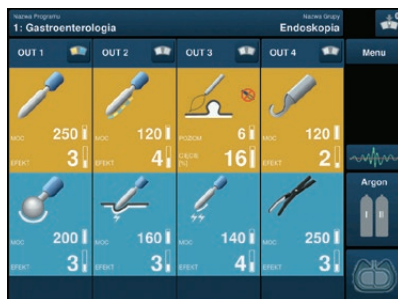 Nazwa Programu
1: Gastroenterologia
Nazwa Grupy
Endoskopia
OUT 1
OUT 2
OUT 3
OUT 4
Menu
MOC 250
EFEKT 3
MOC 120
EFEKT 4
POZIOM 6
CIĘCIE [%] 16
MOC 120
EFEKT 2
Argon
I II
MOC 200
EFEKT 3
MOC 160
EFEKT 3
MOC 140
EFEKT 4
MOC 250
EFEKT 3